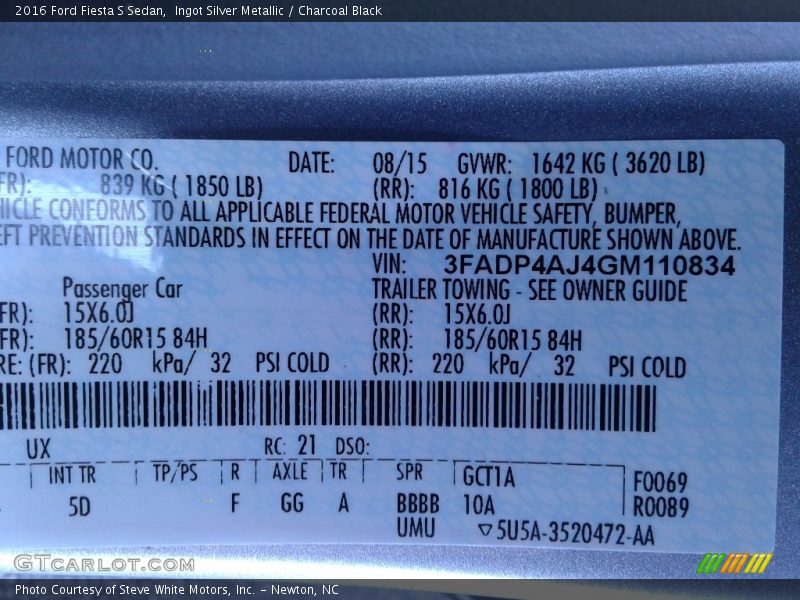 2016 Ford Fiesta S Sedan,  Ingot Silver Metallic / Charcoal Black
FORD MOTOR CO. DATE: 08/15 GVWR: 1642 KG ( 3620 LB)
FR): 839 KG ( 1850 LB) (RR): 816 KG ( 1800 LB)
HICLE CONFORMS TO ALL APPLICABLE FEDERAL MOTOR VEHICLE SAFETY, BUMPER,
EFT PREVENTION STANDARDS IN EFFECT ON THE DATE OF MANUFACTURE SHOWN ABOVE.
VIN: 3FADP4AJ4GM110834
Passenger Car TRAILER TOWING - SEE OWNER GUIDE
FR): 15X6.0J (RR): 15X6.0J
FR): 185/60R15 84H (RR): 185/60R15 84H
RE: (FR): 220 kPa/ 32 PSI COLD (RR): 220 kPa/ 32 PSI COLD
UX RC: 21 DSO:
INT TR TP/PS R AXLE TR SPR GCT1A F0069
5D F GG A BBBB 10A R0089
UMU ▽5U5A-3520472-AA
GTCARLOT.COM
Photo Courtesy of Steve White Motors, Inc. – Newton, NC